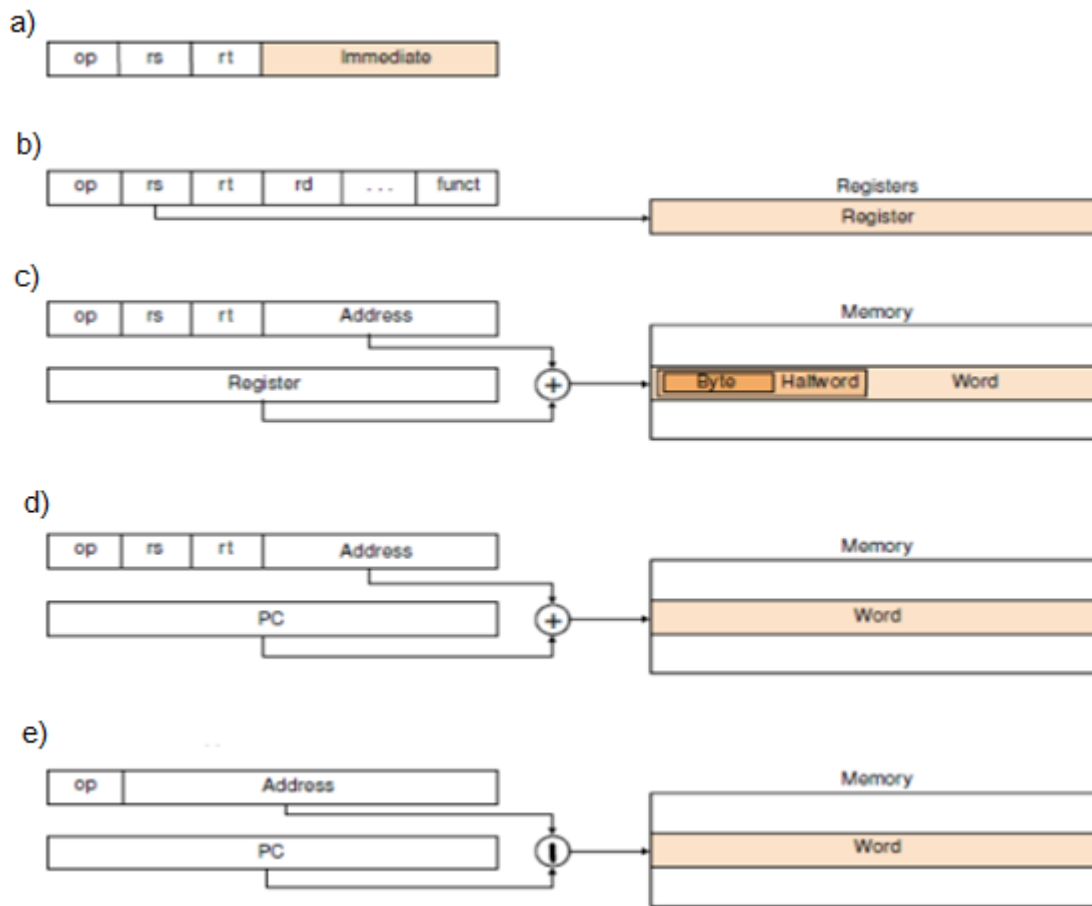 a)
op rs rt Immediate
b)
op rs rt rd ... funct
Registers
Register
c)
op rs rt Address
Memory
Register
+
Byte Halfword Word
d)
op rs rt Address
Memory
PC
+
Word
e)
op Address
Memory
PC
Word